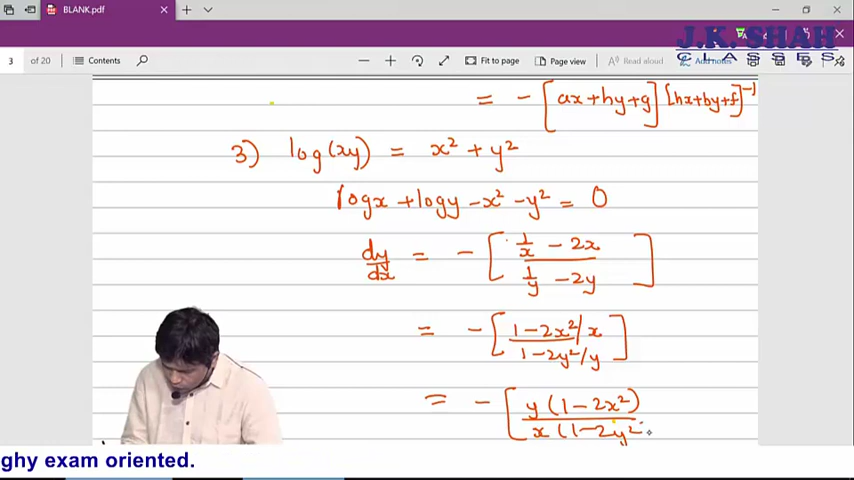 BLANK.pdf
J.K. SHAH
CLASSES
3 of 20 Contents Fit to page Page view Read aloud Add notes
= - [ax+hy+g] [hx+by+f]⁻¹
3) log(xy) = x² + y²
logx + logy - x² - y² = 0
dy/dx = - [ (1/x - 2x) / (1/y - 2y) ]
= - [ (1-2x²/x) / (1-2y²/y) ]
= - [ y(1-2x²) / x(1-2y²
ghy exam oriented.